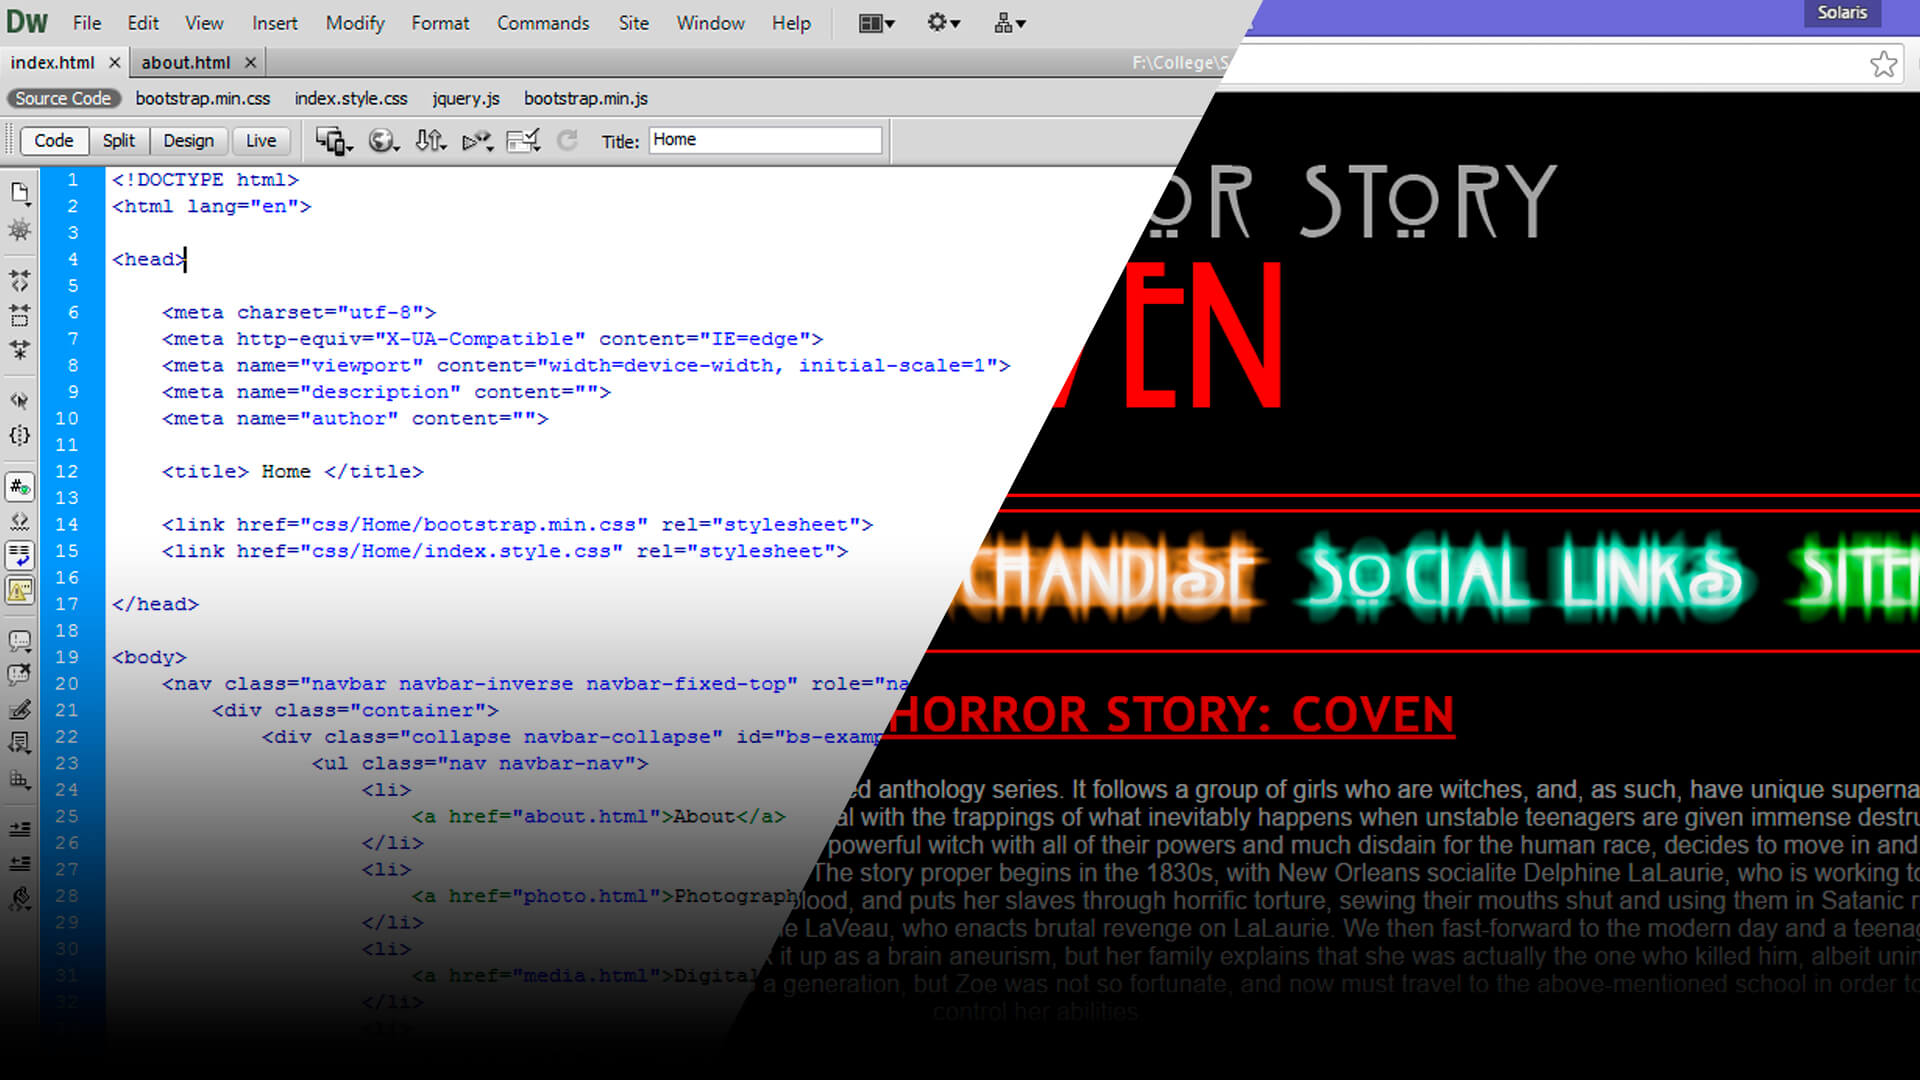 Dw File Edit View Insert Modify Format Commands Site Window Help
Solaris
index.html × about.html ×
F:\College\S
Source Code bootstrap.min.css index.style.css jquery.js bootstrap.min.js
Code Split Design Live Title: Home
1 <!DOCTYPE html>
2 <html lang="en">
3
4 <head>
5
6 <meta charset="utf-8">
7 <meta http-equiv="X-UA-Compatible" content="IE=edge">
8 <meta name="viewport" content="width=device-width, initial-scale=1">
9 <meta name="description" content="">
10 <meta name="author" content="">
11
12 <title> Home </title>
13
14 <link href="css/Home/bootstrap.min.css" rel="stylesheet">
15 <link href="css/Home/index.style.css" rel="stylesheet">
16
17 </head>
18
19 <body>
20 <nav class="navbar navbar-inverse navbar-fixed-top" role="na
21 <div class="container">
22 <div class="collapse navbar-collapse" id="bs-examp
23 <ul class="nav navbar-nav">
24 <li>
25 <a href="about.html">About</a>
26 </li>
27 <li>
28 <a href="photo.html">Photograph
29 </li>
30 <li>
31 <a href="media.html">Digital
32 </li>
<li>
OR STORY
VEN
CHANDISE SOCIAL LINKS SITEM
HORROR STORY: COVEN
ed anthology series. It follows a group of girls who are witches, and, as such, have unique superna
al with the trappings of what inevitably happens when unstable teenagers are given immense destru
powerful witch with all of their powers and much disdain for the human race, decides to move in and
The story proper begins in the 1830s, with New Orleans socialite Delphine LaLaurie, who is working to
blood, and puts her slaves through horrific torture, sewing their mouths shut and using them in Satanic r
e LaVeau, who enacts brutal revenge on LaLaurie. We then fast-forward to the modern day and a teenag
it up as a brain aneurism, but her family explains that she was actually the one who killed him, albeit unin
a generation, but Zoe was not so fortunate, and now must travel to the above-mentioned school in order to
control her abilities.